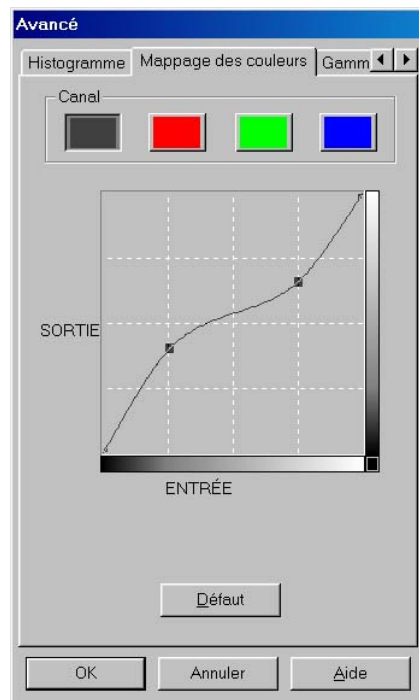 Avancé
Histogramme Mappage des couleurs Gamm
Canal
SORTIE
ENTRÉE
Défaut
OK Annuler Aide